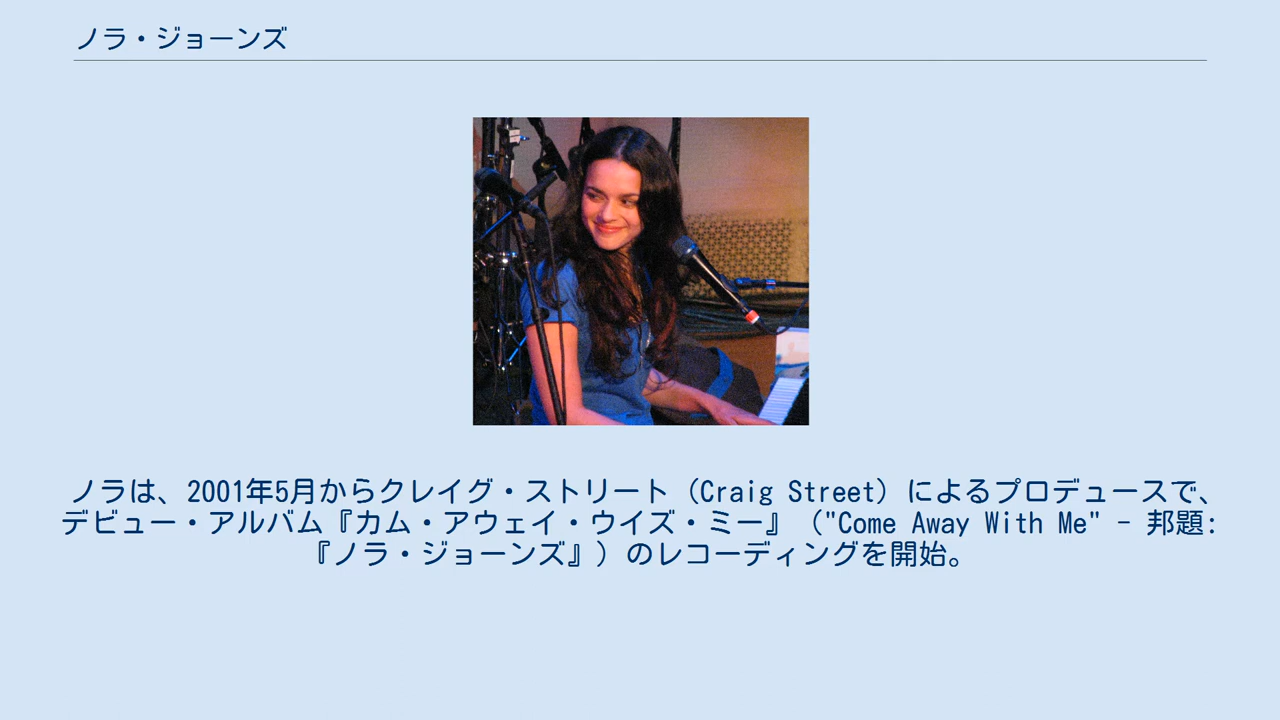 ノラ・ジョーンズ
ノラは、2001年5月からクレイグ・ストリート（Craig Street）によるプロデュースで、
デビュー・アルバム『カム・アウェイ・ウイズ・ミー』（"Come Away With Me" - 邦題:
『ノラ・ジョーンズ』）のレコーディングを開始。